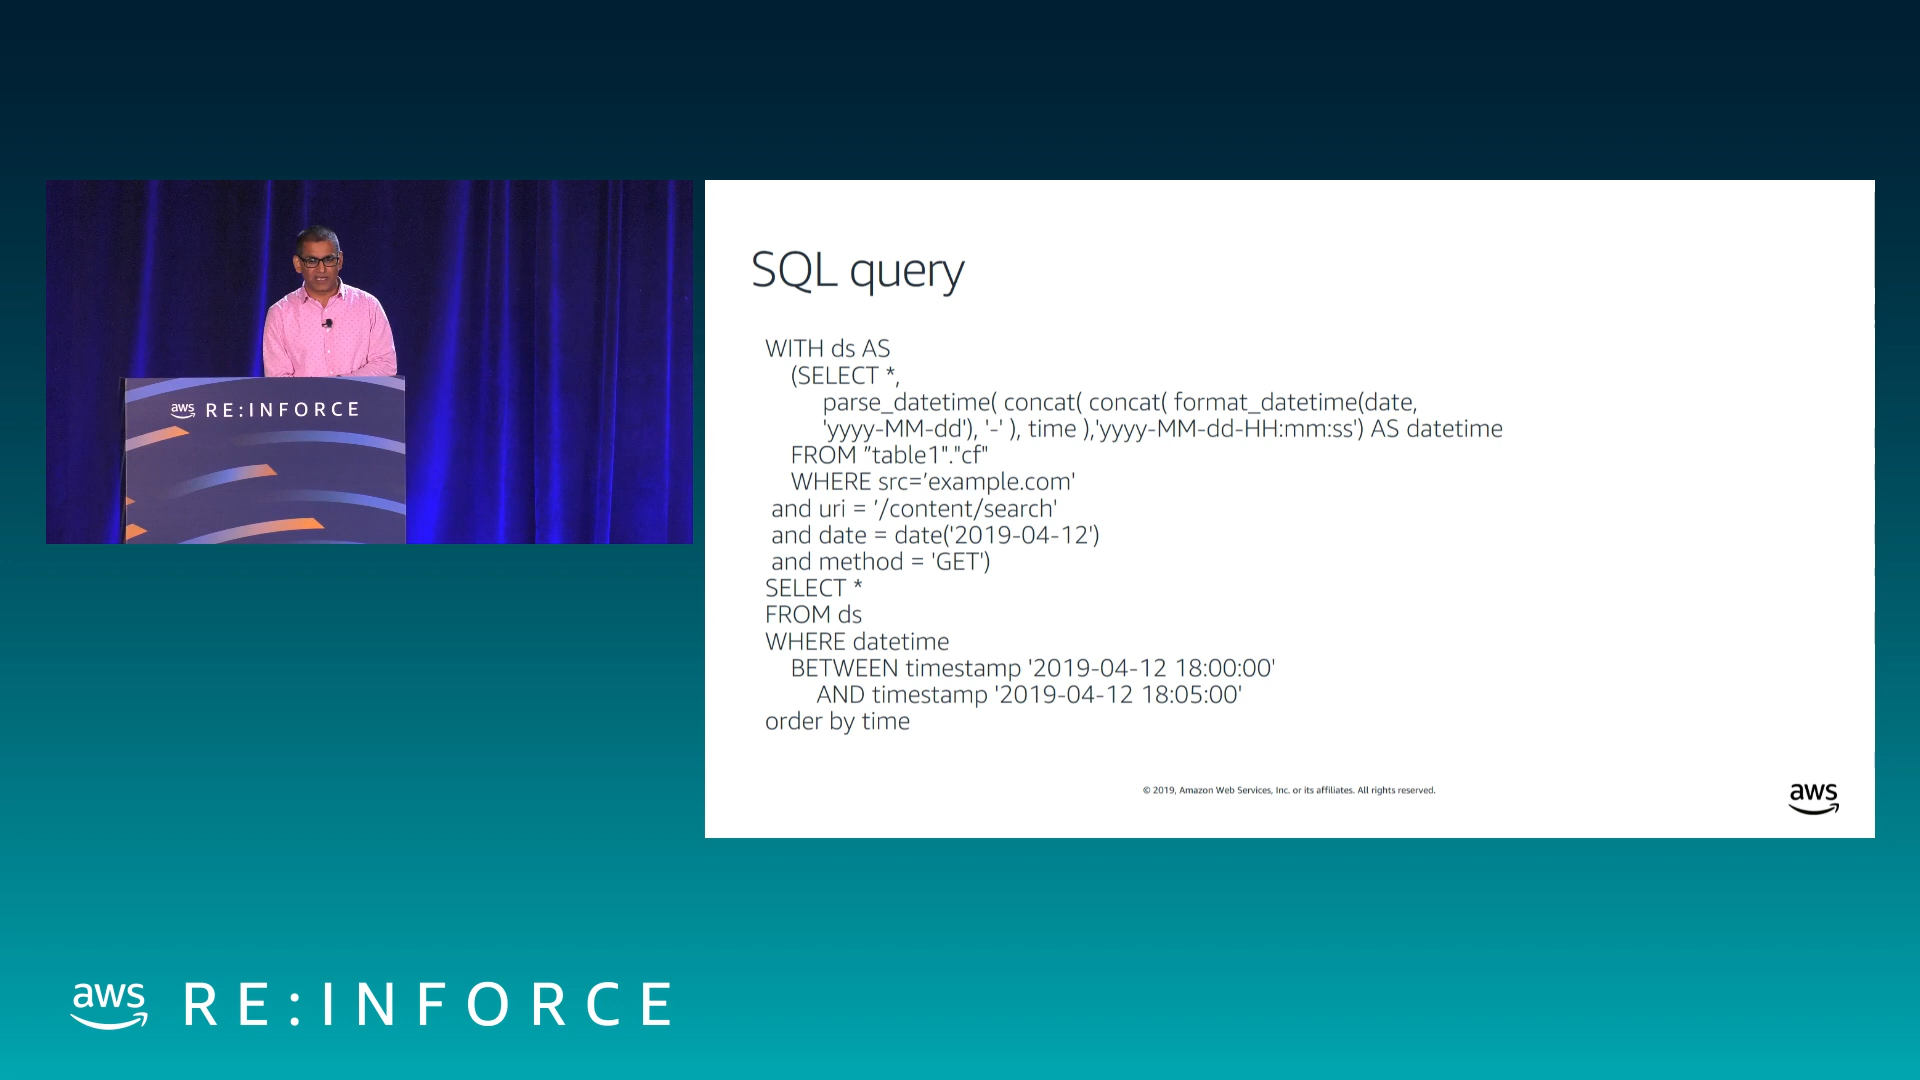 aws RE:INFORCE
SQL query
WITH ds AS
(SELECT *,
parse_datetime( concat( concat( format_datetime(date,
'yyyy-MM-dd'), '-' ), time ),'yyyy-MM-dd-HH:mm:ss') AS datetime
FROM ”table1"."cf"
WHERE src=’example.com'
and uri = ’/content/search'
and date = date('2019-04-12')
and method = 'GET')
SELECT *
FROM ds
WHERE datetime
BETWEEN timestamp '2019-04-12 18:00:00'
AND timestamp '2019-04-12 18:05:00'
order by time
© 2019, Amazon Web Services, Inc. or its affiliates. All rights reserved.
aws
aws RE:INFORCE